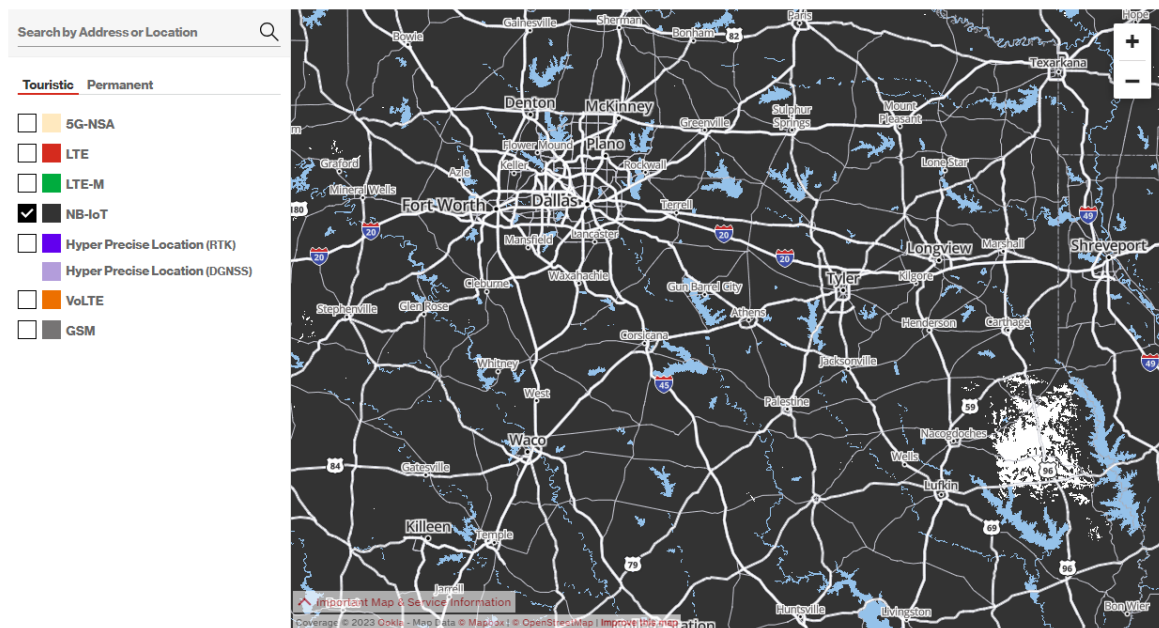 Search by Address or Location
Touristic Permanent
5G-NSA
LTE
LTE-M
NB-IoT
Hyper Precise Location (RTK)
Hyper Precise Location (DGNSS)
VoLTE
GSM
Gainesville
Sherman
Paris
Hope
Bowie
Bonham
82
+
Texarkana
−
Denton
McKinney
Sulphur
Springs
Mount
Pleasant
Greenville
Flower Mound
Plano
Graford
Keller
Rockwall
Lone Star
Azle
Mineral Wells
Fort Worth
Dallas
Terrell
180
49
20
Mansfield
Lancaster
20
20
20
Longview
Marshall
Shreveport
Waxahachie
Tyler
Kilgore
Cleburne
Gun Barrel City
Stephenville
Glen Rose
Athens
Henderson
Carthage
Corsicana
Whitney
Jacksonville
49
45
West
Palestine
59
Waco
Nacogdoches
84
Gatesville
Wells
96
Lufkin
Killeen
Temple
69
79
96
Jarrell
Important Map & Service Information
Huntsville
Livingston
Bon Wier
Coverage © 2023 Ookla - Map Data © Mapbox | © OpenStreetMap | Improve this map